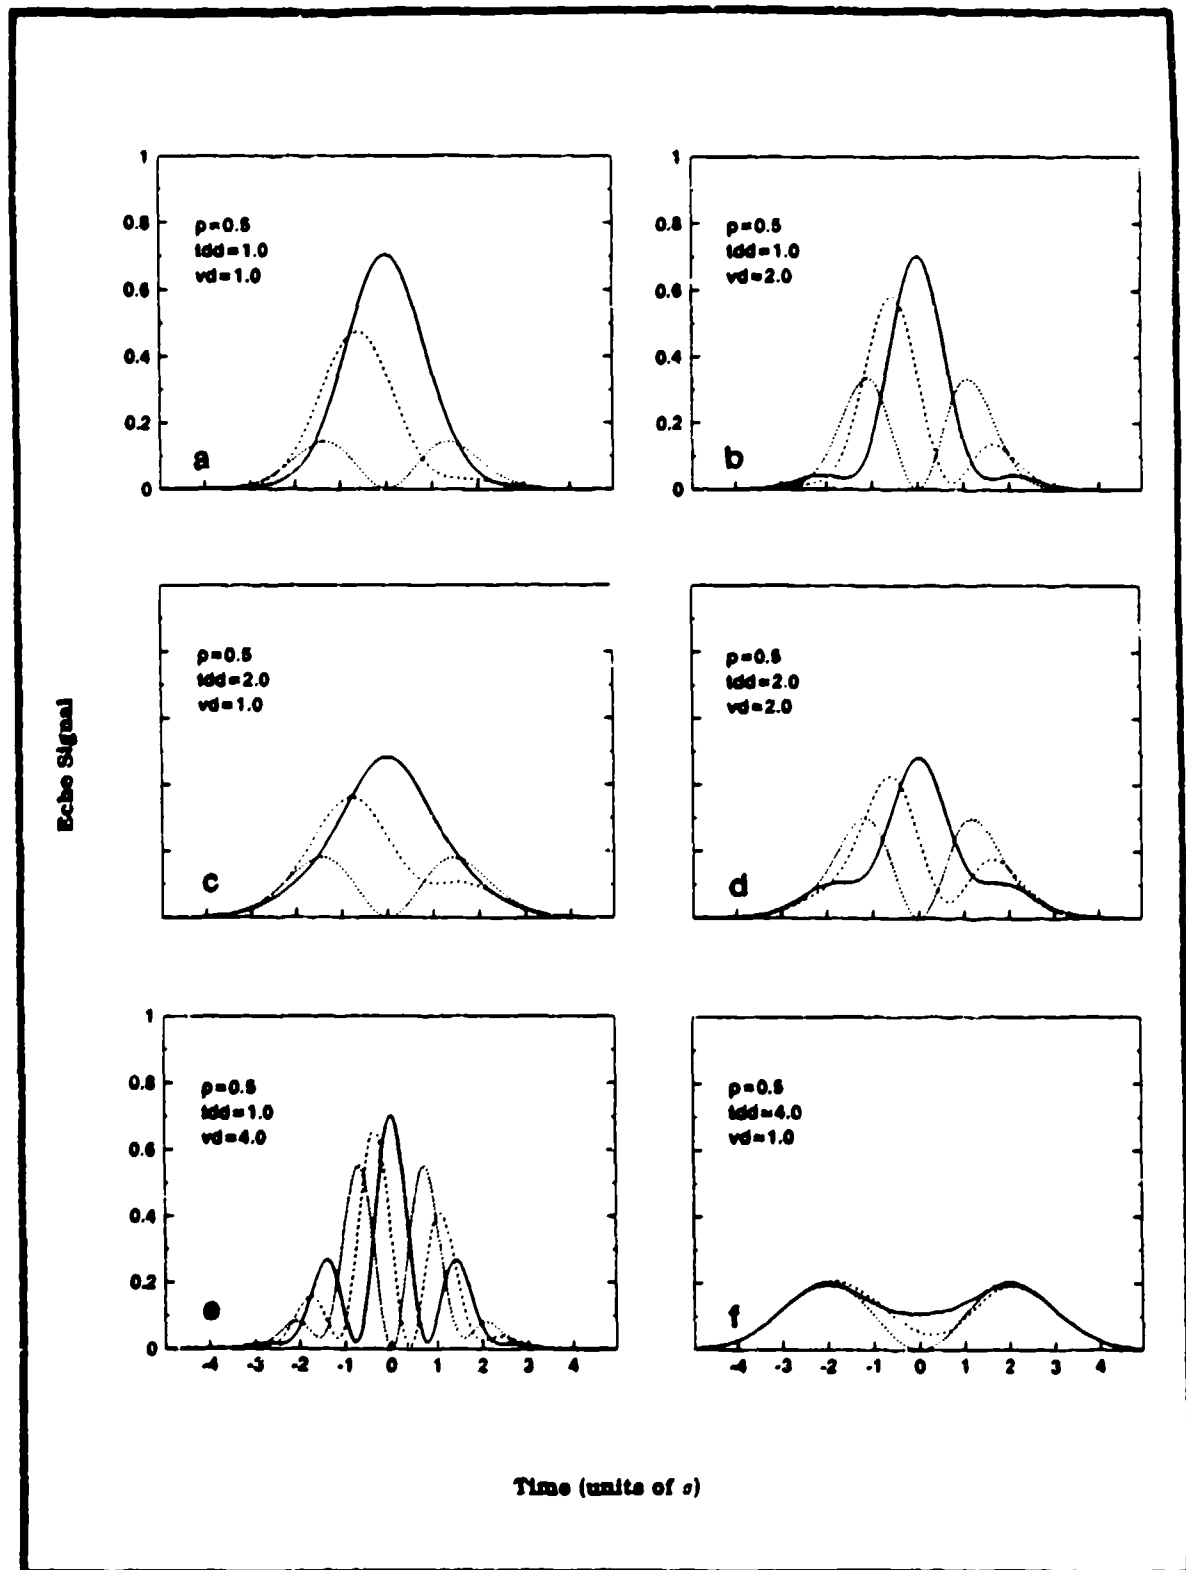 1
0.8
0.6
0.4
0.2
0
ρ=0.5
tdd=1.0
vd=1.0
a
1
0.8
0.6
0.4
0.2
0
ρ=0.5
tdd=1.0
vd=2.0
b
ρ=0.5
tdd=2.0
vd=1.0
c
ρ=0.5
tdd=2.0
vd=2.0
d
Echo Signal
1
0.8
0.6
0.4
0.2
0
ρ=0.5
tdd=1.0
vd=4.0
e
-4 -3 -2 -1 0 1 2 3 4
ρ=0.5
tdd=4.0
vd=1.0
f
-4 -3 -2 -1 0 1 2 3 4
Time (units of σ)